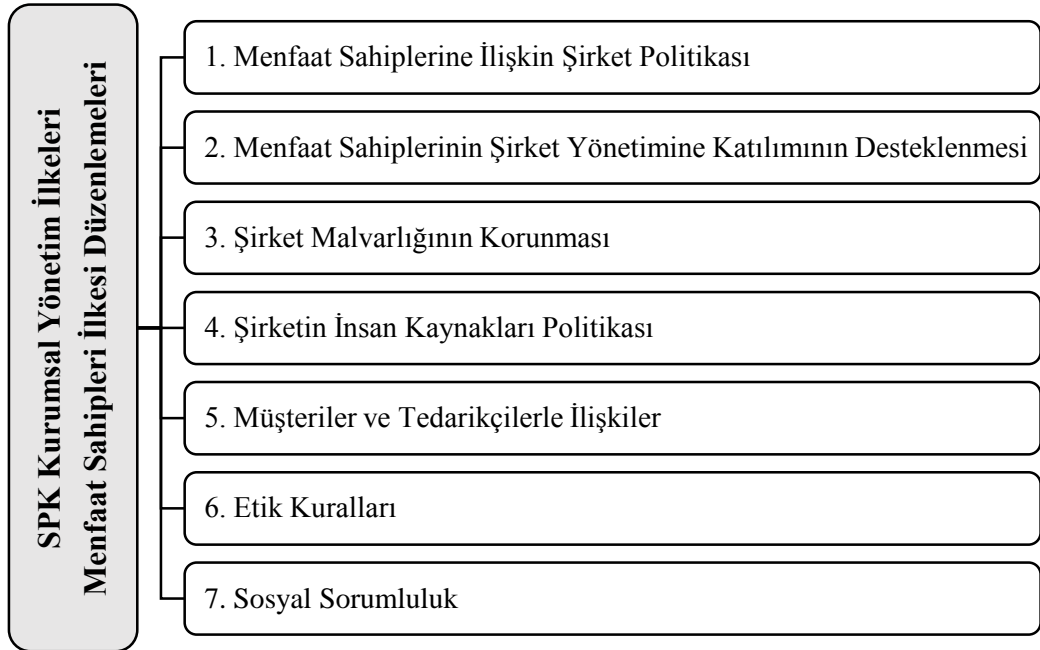 SPK Kurumsal Yönetim İlkeleri
Menfaat Sahipleri İlkesi Düzenlemeleri
1. Menfaat Sahiplerine İlişkin Şirket Politikası
2. Menfaat Sahiplerinin Şirket Yönetimine Katılımının Desteklenmesi
3. Şirket Malvarlığının Korunması
4. Şirketin İnsan Kaynakları Politikası
5. Müşteriler ve Tedarikçilerle İlişkiler
6. Etik Kuralları
7. Sosyal Sorumluluk